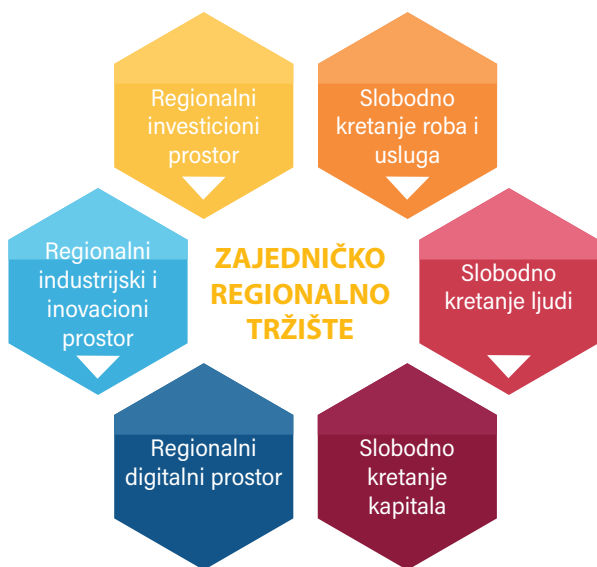 Regionalni
investicioni
prostor
Slobodno
kretanje roba i
usluga
Regionalni
industrijski i
inovacioni
prostor
ZAJEDNIČKO
REGIONALNO
TRŽIŠTE
Slobodno
kretanje ljudi
Regionalni
digitalni prostor
Slobodno
kretanje
kapitala